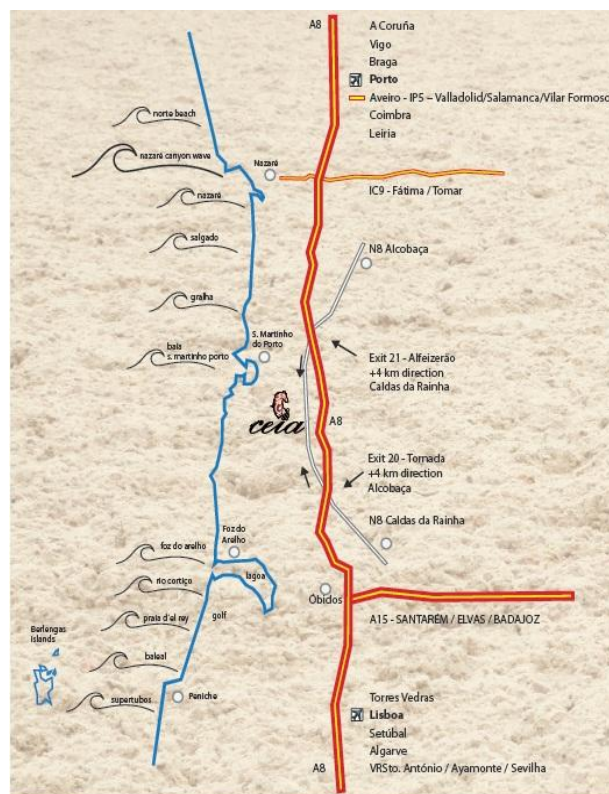 A8
A Coruña
Vigo
Braga
Porto
Aveiro - IP5 – Valladolid/Salamanca/Vilar Formoso
Coimbra
Leiria
norte beach
nazaré canyon wave
Nazaré
IC9 - Fátima / Tomar
nazaré
salgado
N8 Alcobaça
gralha
S. Martinho
do Porto
baia
s. martinho porto
Exit 21 - Alfeizerão
+4 km direction
Caldas da Rainha
ceia
A8
Exit 20 - Tornada
+4 km direction
Alcobaça
N8 Caldas da Rainha
Foz do
Arelho
foz do arelho
lagoa
rio cortiço
Óbidos
golf
praia d'el rey
A15 - SANTARÉM / ELVAS / BADAJOZ
Berlengas
Islands
baleal
supertubos
Peniche
Torres Vedras
Lisboa
Setúbal
Algarve
A8
VRSto. António / Ayamonte / Sevilha